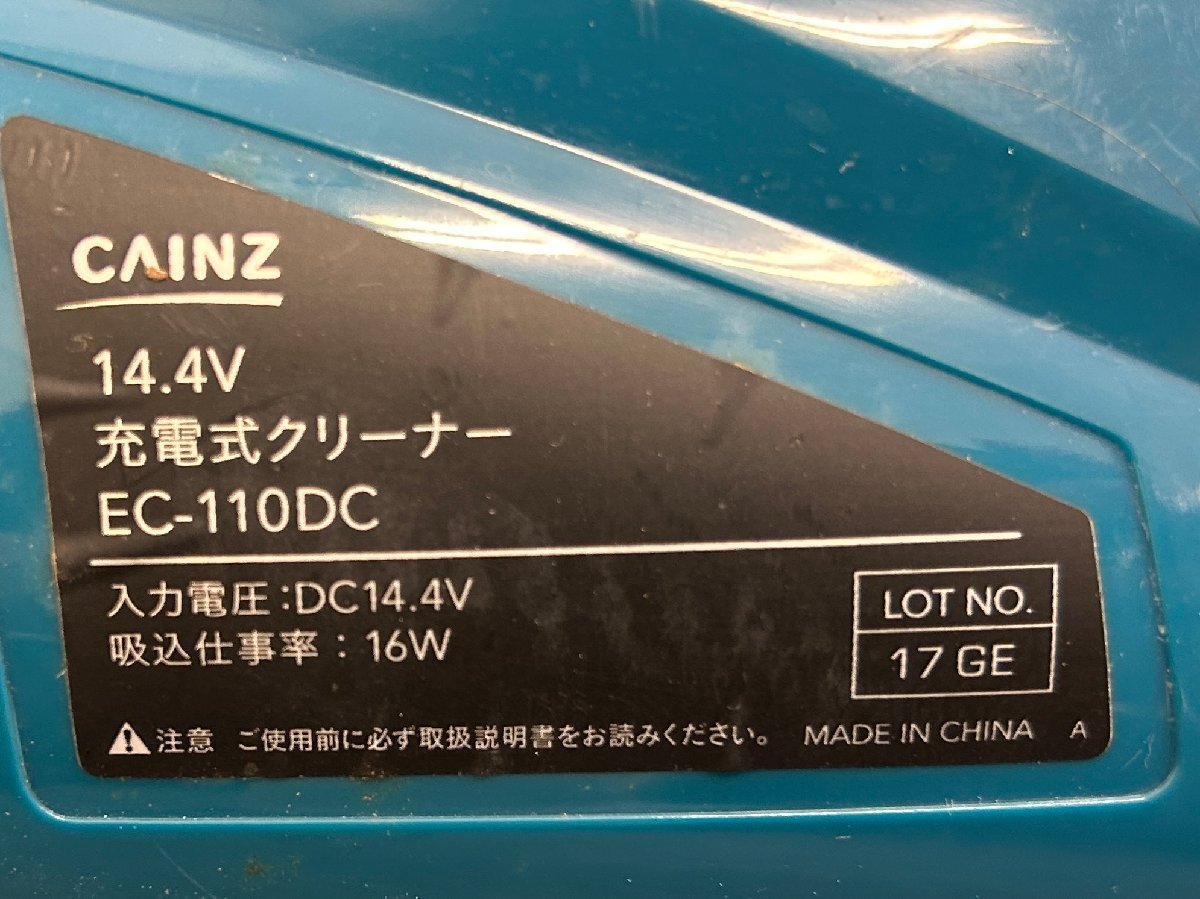 CAINZ
14.4V
充電式クリーナー
EC-110DC
入力電圧:DC14.4V
吸込仕事率:16W
LOT NO.
17 GE
⚠注意 ご使用前に必ず取扱説明書をお読みください。 MADE IN CHINA A